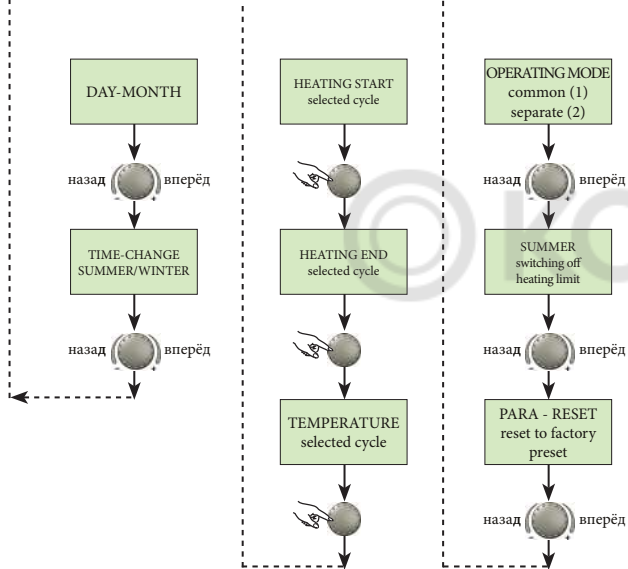 DAY-MONTH
назад вперёд
TIME-CHANGE
SUMMER/WINTER
назад вперёд
HEATING START
selected cycle
HEATING END
selected cycle
TEMPERATURE
selected cycle
OPERATING MODE
common (1)
separate (2)
назад вперёд
SUMMER
switching off
heating limit
назад вперёд
PARA - RESET
reset to factory
preset
назад вперёд